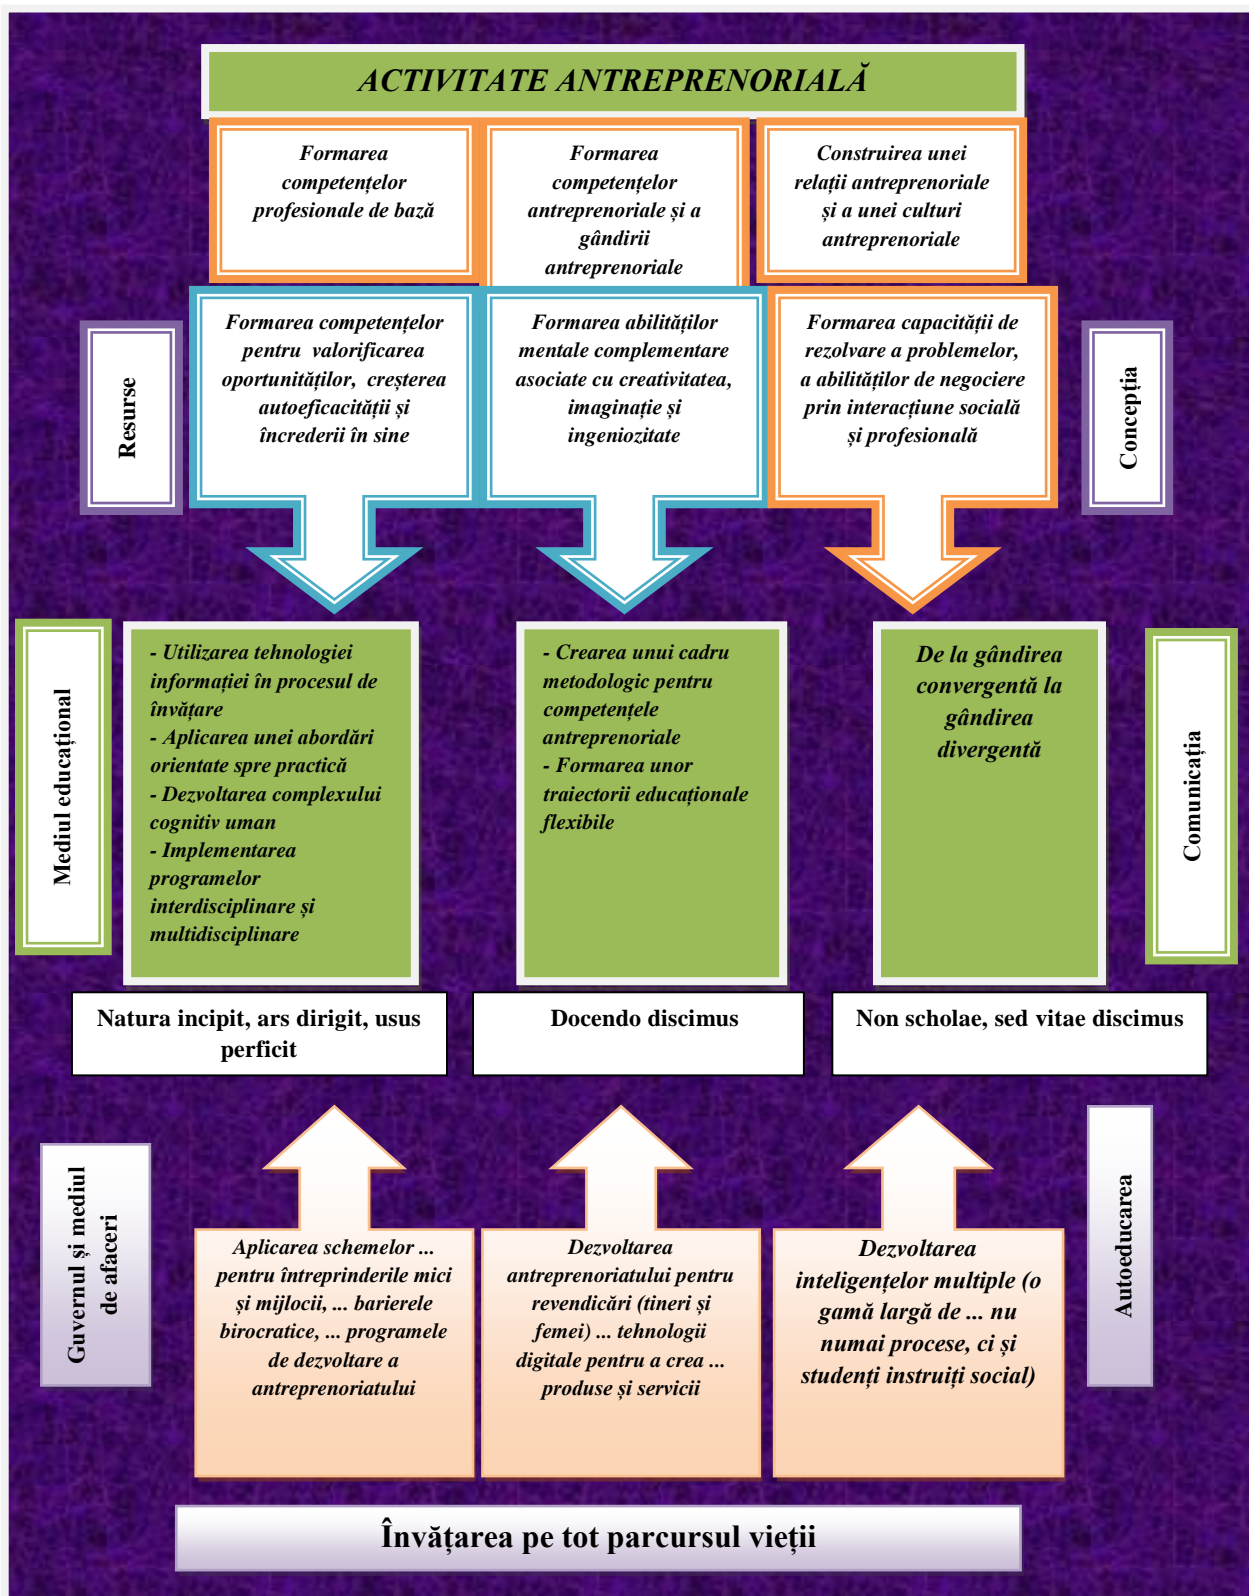 ACTIVITATE ANTREPRENORIALĂ
Formarea
competențelor
profesionale de bază
Formarea
competențelor
antreprenoriale și a
gândirii
antreprenoriale
Construirea unei
relații antreprenoriale
și a unei culturi
antreprenoriale
Resurse
Formarea competențelor
pentru valorificarea
oportunităților, creșterea
autoeficacității și
încrederii în sine
Formarea abilităților
mentale complementare
asociate cu creativitatea,
imaginație și
ingeniozitate
Formarea capacității de
rezolvare a problemelor,
a abilităților de negociere
prin interacțiune socială
și profesională
Concepția
Mediul educațional
- Utilizarea tehnologiei
informației în procesul de
învățare
- Aplicarea unei abordări
orientate spre practică
- Dezvoltarea complexului
cognitiv uman
- Implementarea
programelor
interdisciplinare și
multidisciplinare
- Crearea unui cadru
metodologic pentru
competențele
antreprenoriale
- Formarea unor
traiectorii educaționale
flexibile
De la gândirea
convergentă la
gândirea
divergentă
Comunicația
Natura incipit, ars dirigit, usus
perficit
Docendo discimus
Non scholae, sed vitae discimus
Guvernul și mediul
de afaceri
Aplicarea schemelor ...
pentru întreprinderile mici
și mijlocii, ... barierele
birocratice, ... programele
de dezvoltare a
antreprenoriatului
Dezvoltarea
antreprenoriatului pentru
revendicări (tineri și
femei) ... tehnologii
digitale pentru a crea ...
produse și servicii
Dezvoltarea
inteligențelor multiple (o
gamă largă de ... nu
numai procese, ci și
studenți instruiți social)
Autoeducarea
Învățarea pe tot parcursul vieții